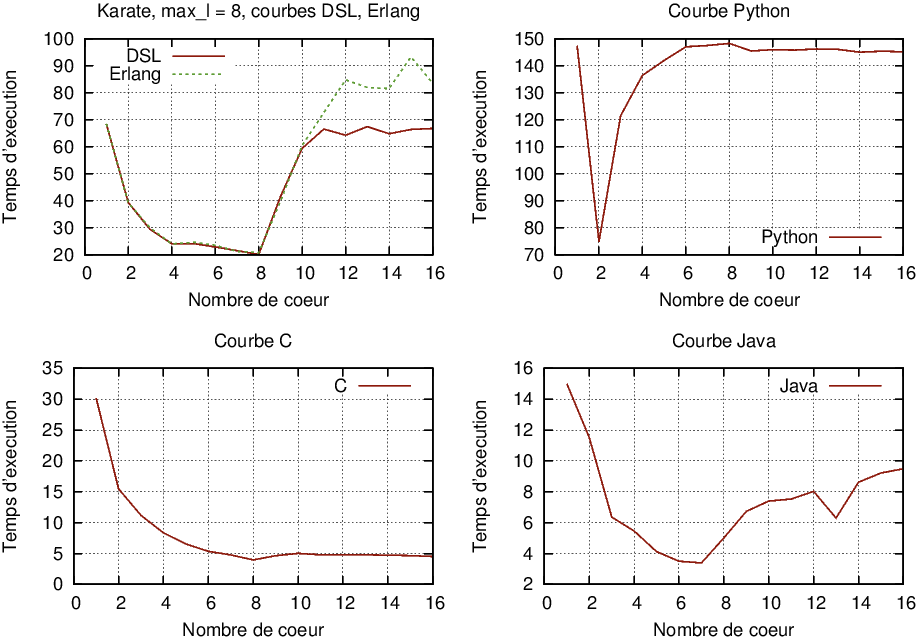 Karate, max_l = 8, courbes DSL, Erlang
100
90
80
70
60
50
40
30
20
DSL
Erlang
Temps d'execution
0 2 4 6 8 10 12 14 16
Nombre de coeur
Courbe Python
150
140
130
120
110
100
90
80
70
Python
Temps d'execution
0 2 4 6 8 10 12 14 16
Nombre de coeur
Courbe C
35
30
25
20
15
10
5
0
C
Temps d'execution
0 2 4 6 8 10 12 14 16
Nombre de coeur
Courbe Java
16
14
12
10
8
6
4
2
Java
Temps d'execution
0 2 4 6 8 10 12 14 16
Nombre de coeur